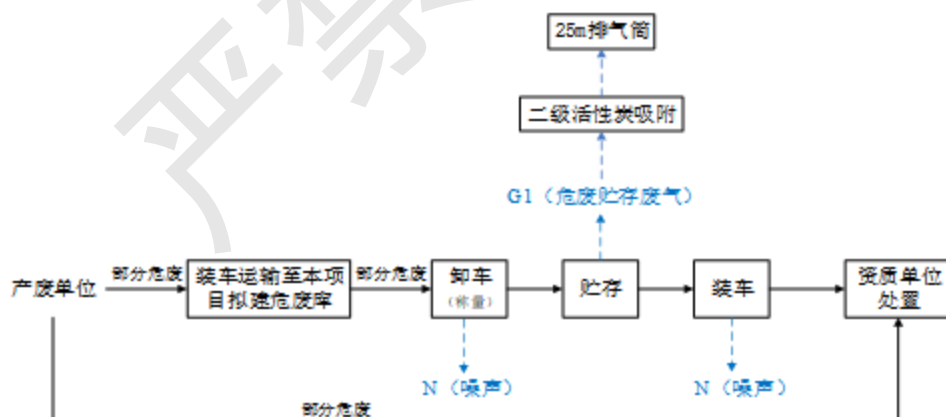 25m排气筒
二级活性炭吸附
G1（危废贮存废气）
产废单位
部分危废
装车运输至本项
目拟建危废库
部分危废
卸车
（称量）
贮存
装车
资质单位
处置
N（噪声）
N（噪声）
部分危废
严禁